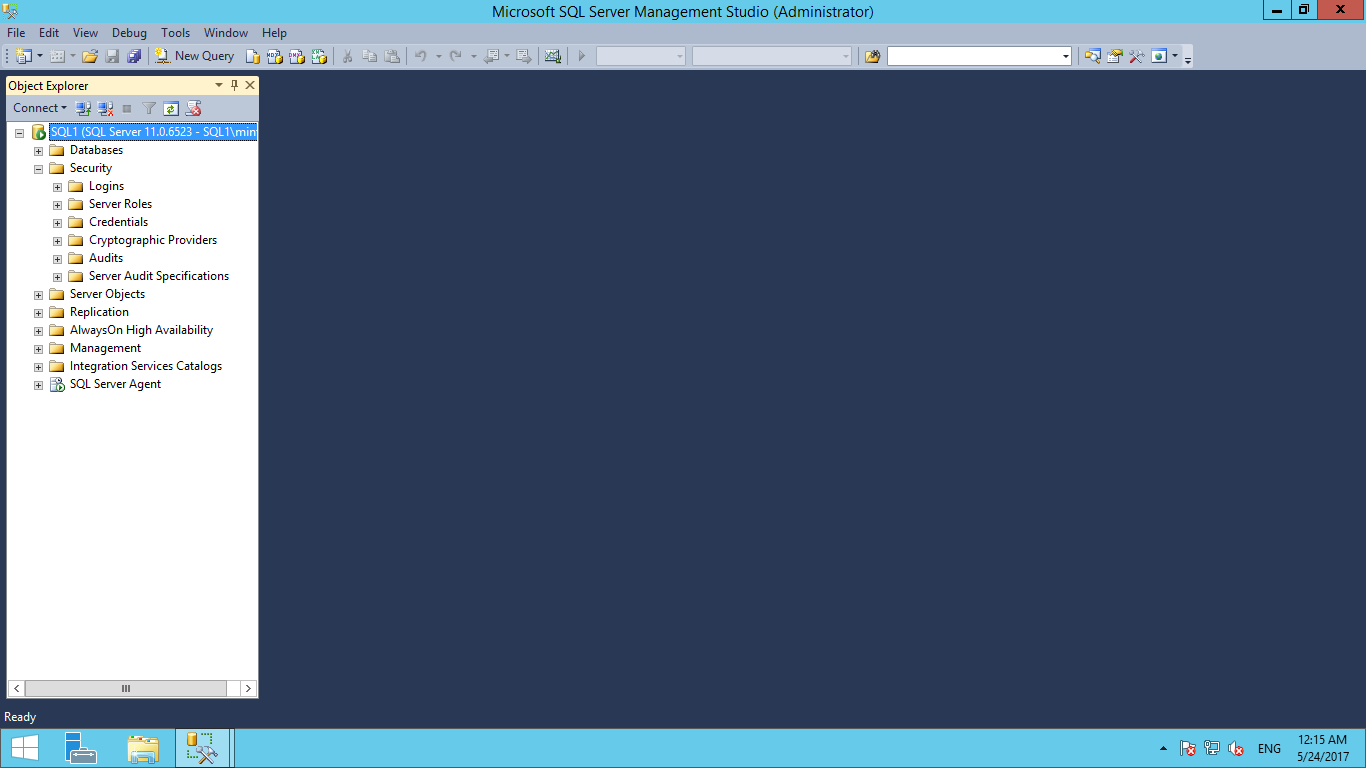 Microsoft SQL Server Management Studio (Administrator)
File Edit View Debug Tools Window Help
New Query
Object Explorer
Connect
SQL1 (SQL Server 11.0.6523 - SQL1\min
Databases
Security
Logins
Server Roles
Credentials
Cryptographic Providers
Audits
Server Audit Specifications
Server Objects
Replication
AlwaysOn High Availability
Management
Integration Services Catalogs
SQL Server Agent
Ready
ENG
12:15 AM
5/24/2017